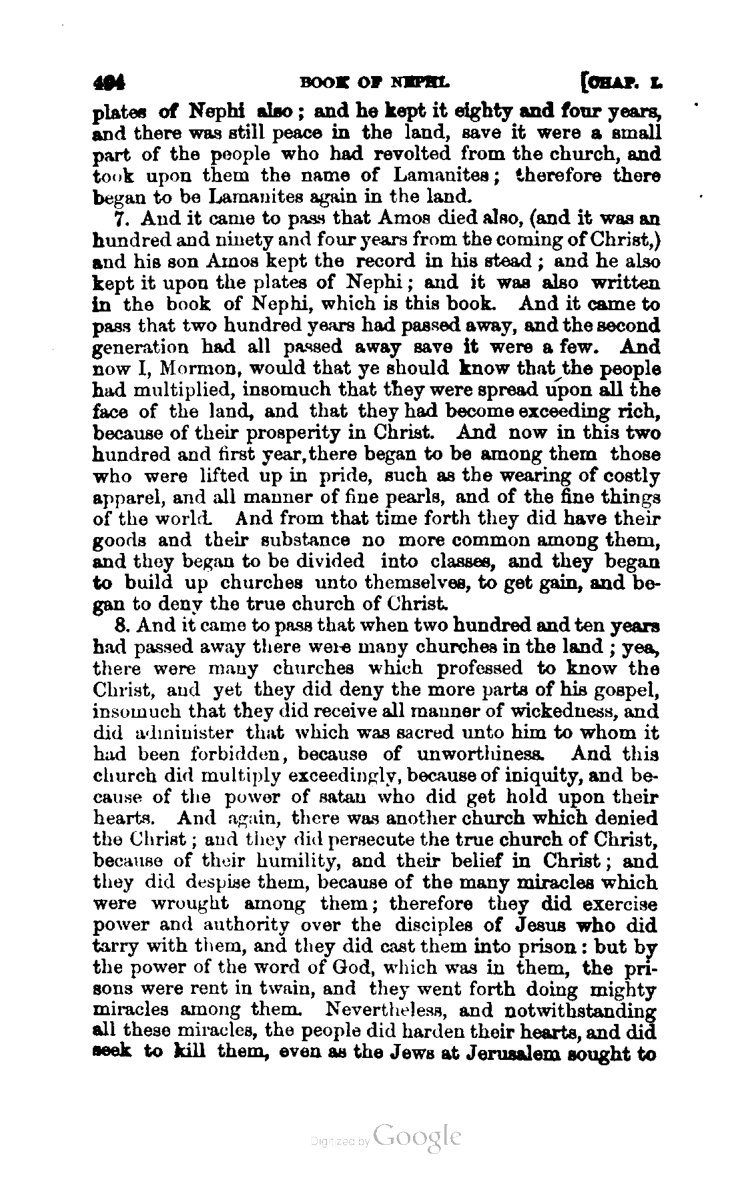 494 BOOK OF NEPHI. [CHAP. I.
plates of Nephi also; and he kept it eighty and four years,
and there was still peace in the land, save it were a small
part of the people who had revolted from the church, and
took upon them the name of Lamanites; therefore there
began to be Lamanites again in the land.
7. And it came to pass that Amos died also, (and it was an
hundred and ninety and four years from the coming of Christ,)
and his son Amos kept the record in his stead; and he also
kept it upon the plates of Nephi; and it was also written
in the book of Nephi, which is this book. And it came to
pass that two hundred years had passed away, and the second
generation had all passed away save it were a few. And
now I, Mormon, would that ye should know that the people
had multiplied, insomuch that they were spread upon all the
face of the land, and that they had become exceeding rich,
because of their prosperity in Christ. And now in this two
hundred and first year, there began to be among them those
who were lifted up in pride, such as the wearing of costly
apparel, and all manner of fine pearls, and of the fine things
of the world. And from that time forth they did have their
goods and their substance no more common among them,
and they began to be divided into classes, and they began
to build up churches unto themselves, to get gain, and be-
gan to deny the true church of Christ.
8. And it came to pass that when two hundred and ten years
had passed away there were many churches in the land; yea,
there were many churches which professed to know the
Christ, and yet they did deny the more parts of his gospel,
insomuch that they did receive all manner of wickedness, and
did administer that which was sacred unto him to whom it
had been forbidden, because of unworthiness. And this
church did multiply exceedingly, because of iniquity, and be-
cause of the power of satan who did get hold upon their
hearts. And again, there was another church which denied
the Christ; and they did persecute the true church of Christ,
because of their humility, and their belief in Christ; and
they did despise them, because of the many miracles which
were wrought among them; therefore they did exercise
power and authority over the disciples of Jesus who did
tarry with them, and they did cast them into prison: but by
the power of the word of God, which was in them, the pri-
sons were rent in twain, and they went forth doing mighty
miracles among them. Nevertheless, and notwithstanding
all these miracles, the people did harden their hearts, and did
seek to kill them, even as the Jews at Jerusalem sought to
Digitized by Google